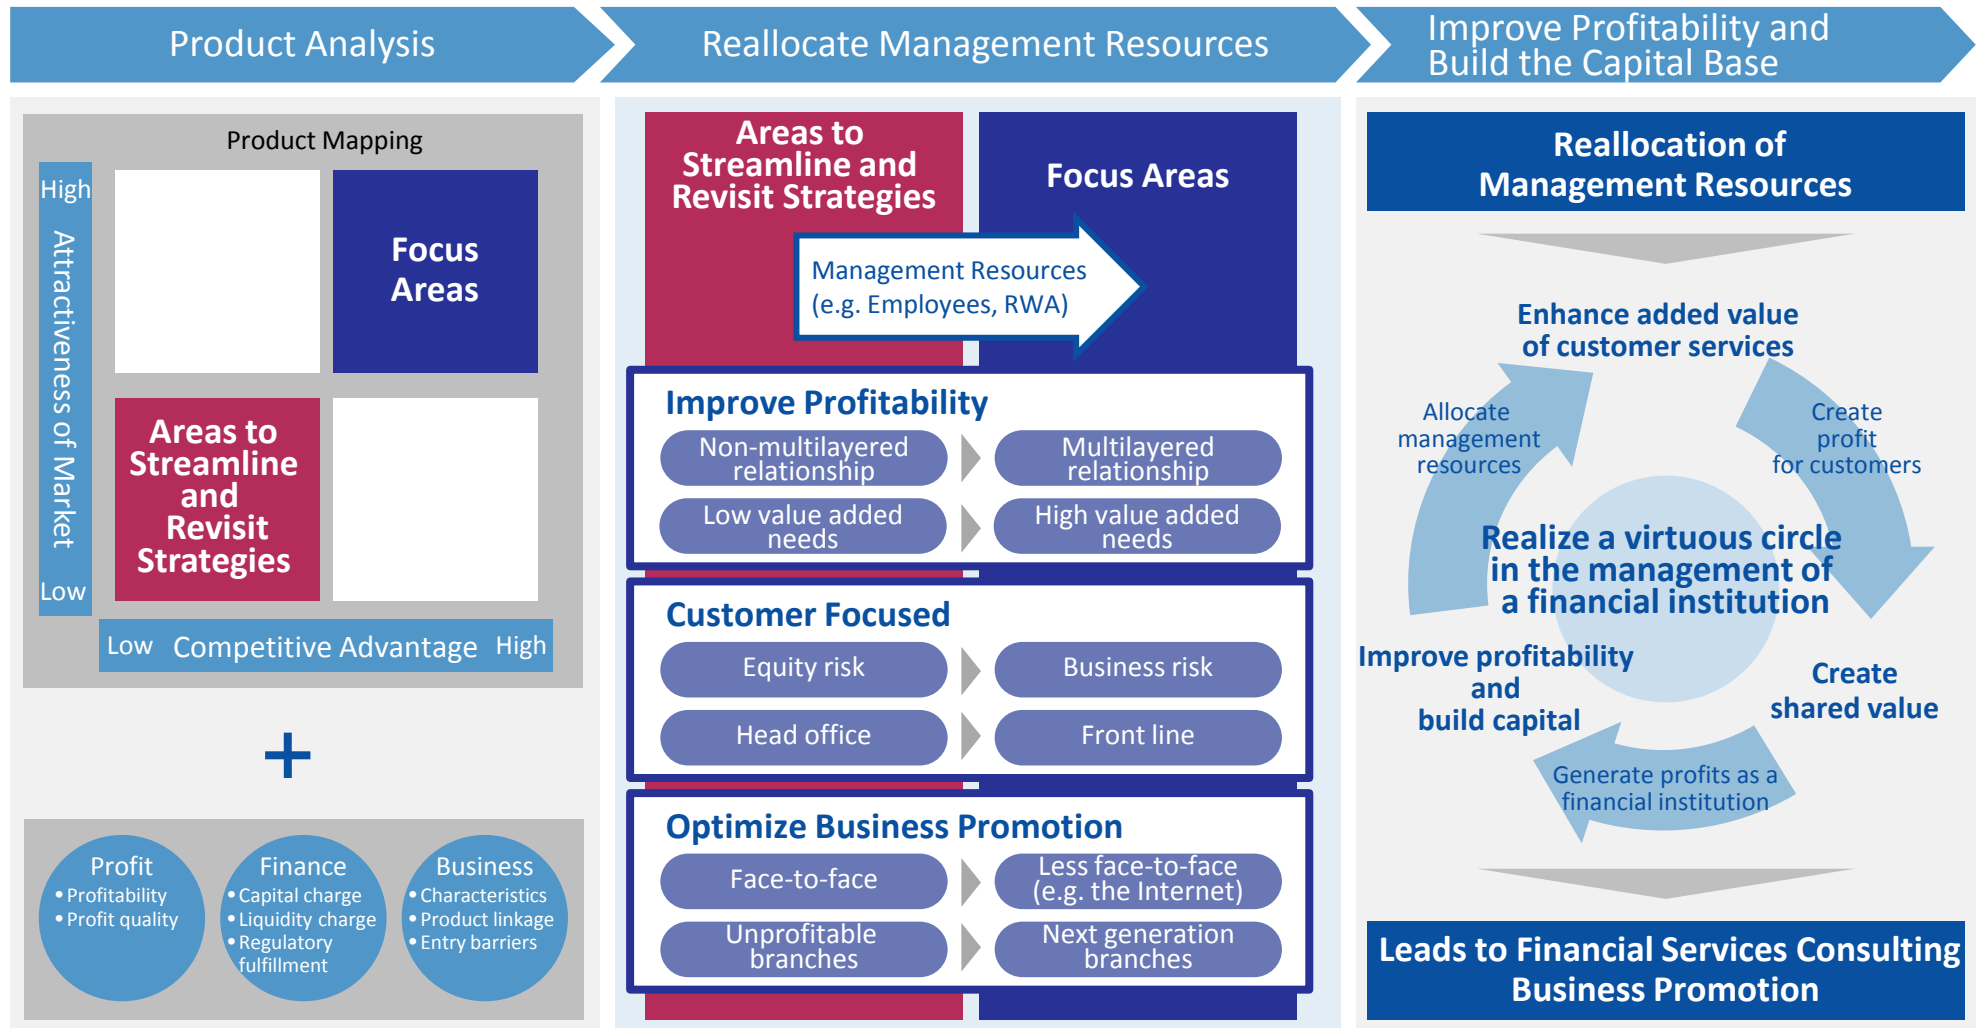 Product Analysis
Reallocate Management Resources
Improve Profitability and
Build the Capital Base
Product Mapping
High
Attractiveness of Market
Low
Focus
Areas
Areas to
Streamline
and
Revisit
Strategies
Low
Competitive Advantage
High
+
Profit
• Profitability
• Profit quality
Finance
• Capital charge
• Liquidity charge
• Regulatory
fulfillment
Business
• Characteristics
• Product linkage
• Entry barriers
Areas to
Streamline and
Revisit Strategies
Focus Areas
Management Resources
(e.g. Employees, RWA)
Improve Profitability
Non-multilayered
relationship
Multilayered
relationship
Low value added
needs
High value added
needs
Customer Focused
Equity risk
Business risk
Head office
Front line
Optimize Business Promotion
Face-to-face
Less face-to-face
(e.g. the Internet)
Unprofitable
branches
Next generation
branches
Reallocation of
Management Resources
Enhance added value
of customer services
Allocate
management
resources
Create
profit
for customers
Realize a virtuous circle
in the management of
a financial institution
Improve profitability
and
build capital
Create
shared value
Generate profits as a
financial institution
Leads to Financial Services Consulting
Business Promotion